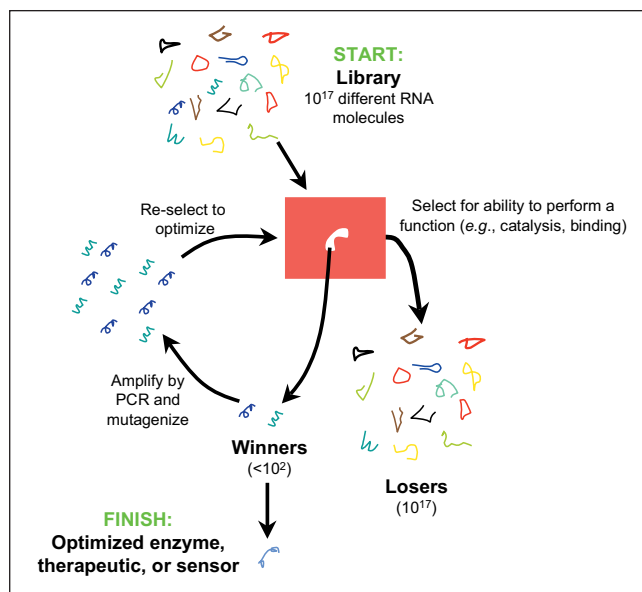 START:
Library
10¹⁷ different RNA
molecules
Re-select to
optimize
Select for ability to perform a
function (e.g., catalysis, binding)
Amplify by
PCR and
mutagenize
Winners
(<10²)
Losers
(10¹⁷)
FINISH:
Optimized enzyme,
therapeutic, or sensor